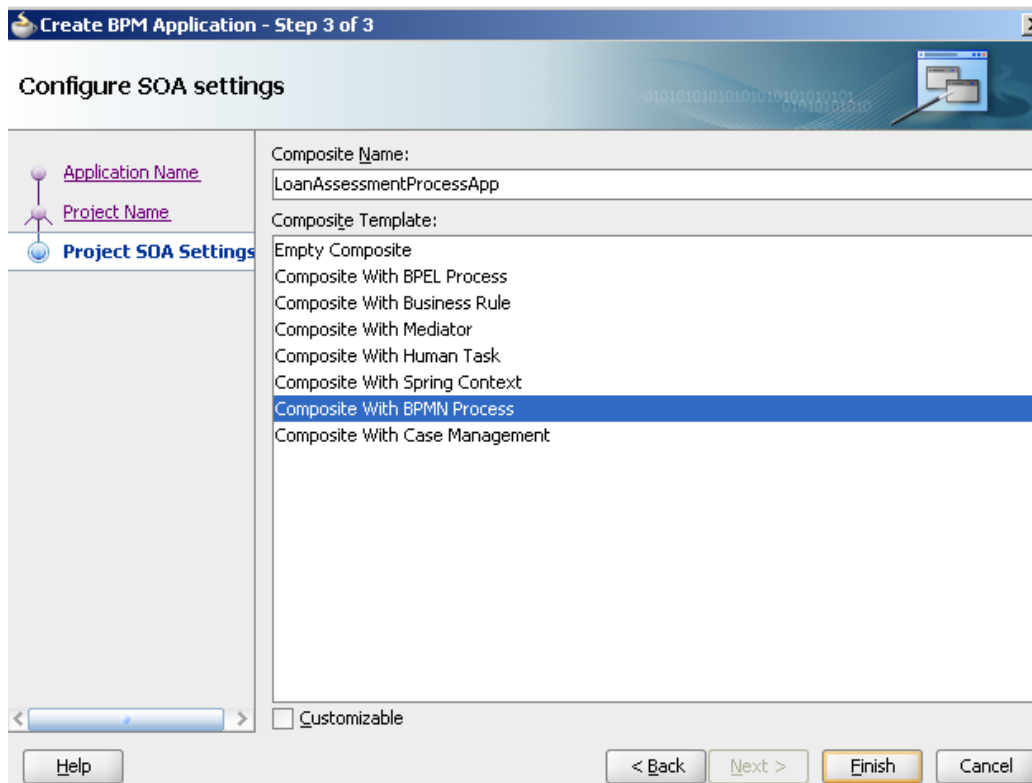 Create BPM Application - Step 3 of 3
Configure SOA settings
Application Name
Project Name
Project SOA Settings
Composite Name:
LoanAssessmentProcessApp
Composite Template:
Empty Composite
Composite With BPEL Process
Composite With Business Rule
Composite With Mediator
Composite With Human Task
Composite With Spring Context
Composite With BPMN Process
Composite With Case Management
Customizable
Help
< Back
Next >
Finish
Cancel